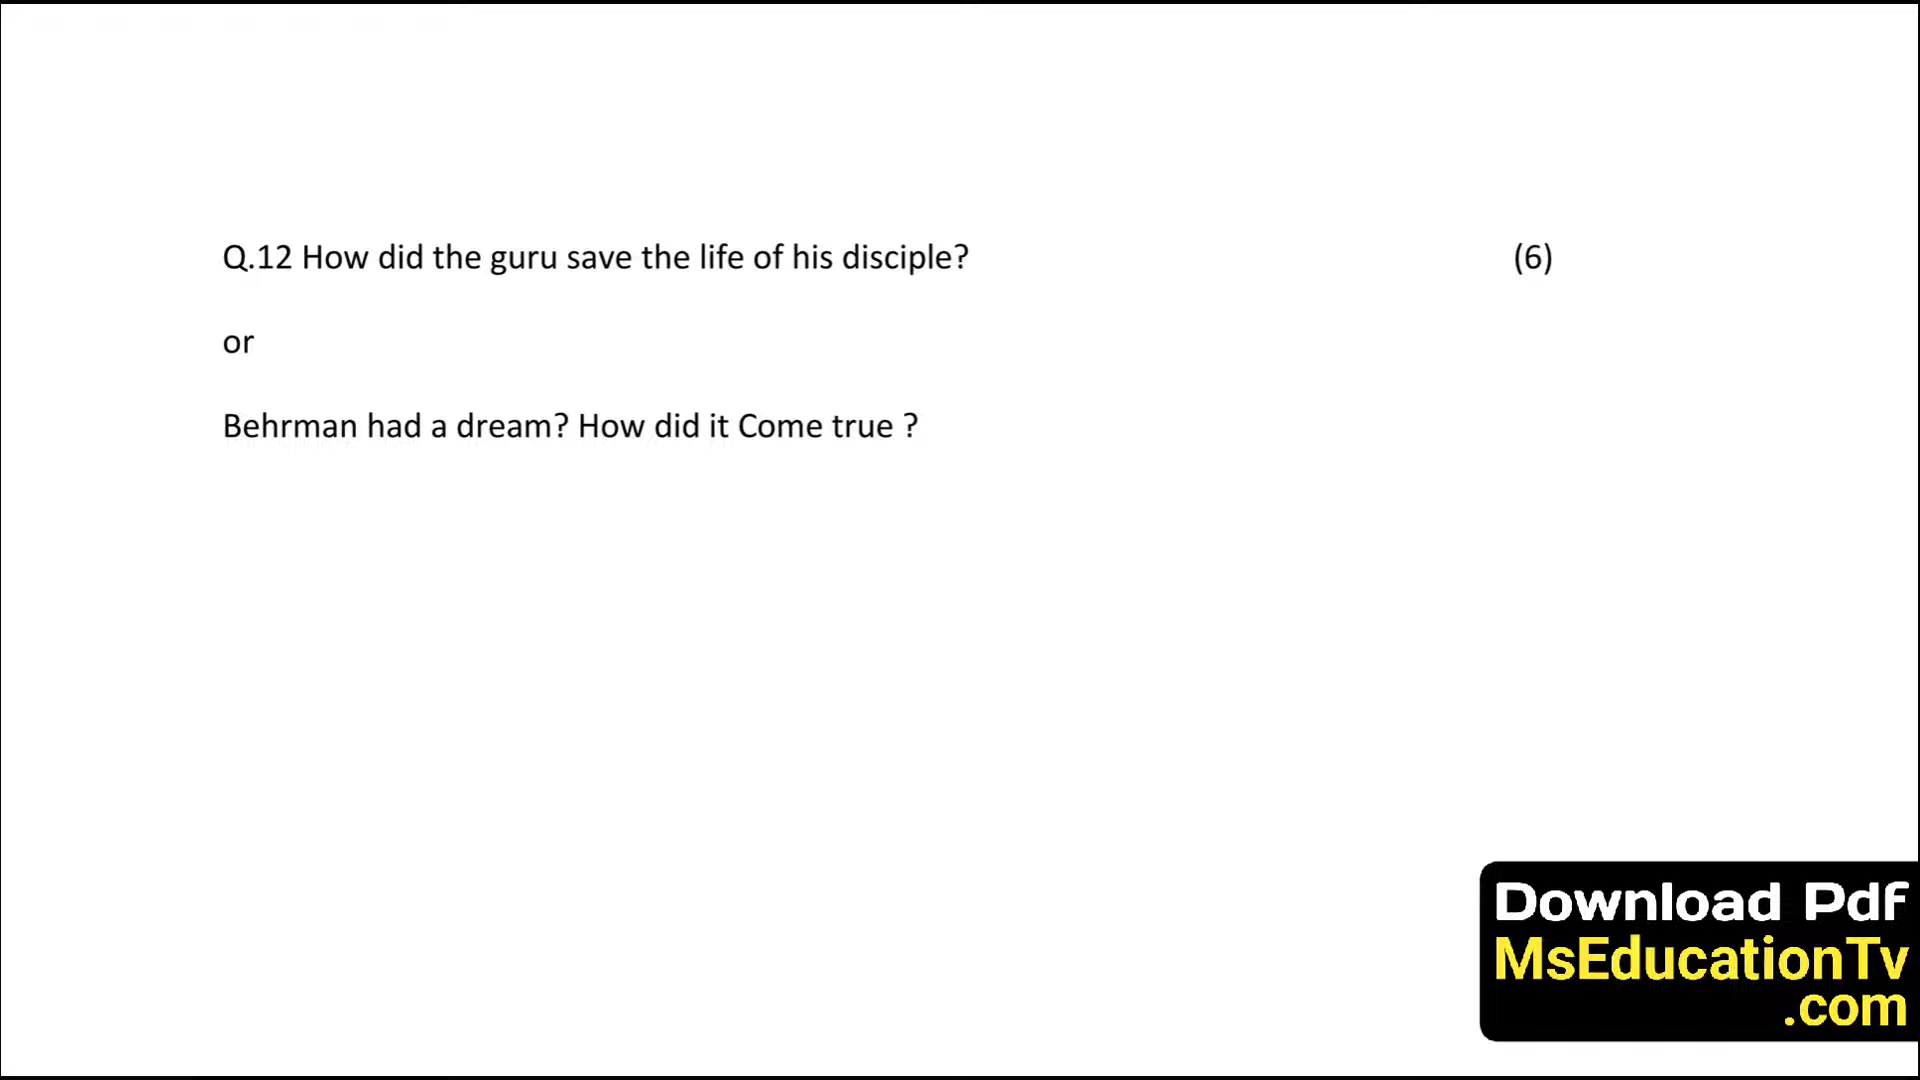 Q.12 How did the guru save the life of his disciple? (6)
or
Behrman had a dream? How did it Come true ?
Download Pdf
MsEducationTv
.com